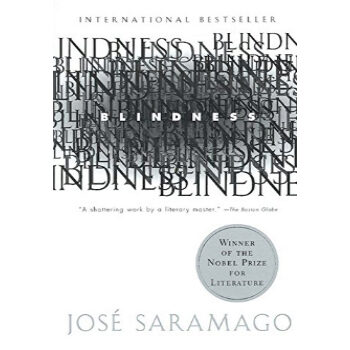 INTERNATIONAL BESTSELLER
BLINDNESS
"A shattering work by a literary master." —The Boston Globe
WINNER
OF THE
NOBEL PRIZE
FOR
LITERATURE
JOSÉ SARAMAGO